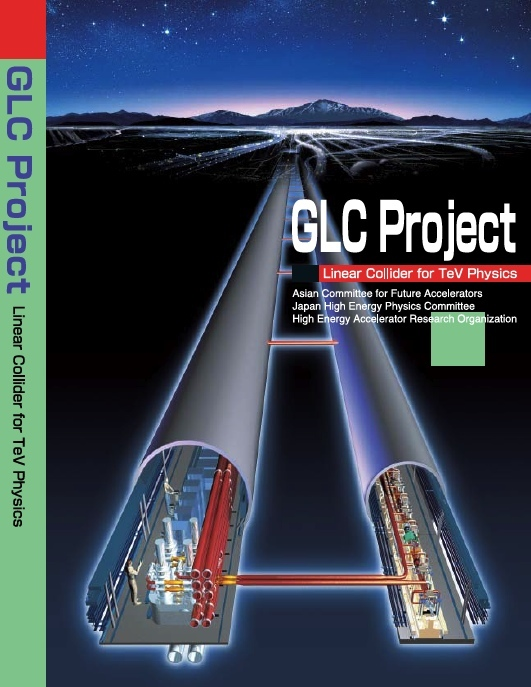 GLC Project Linear Collider for TeV Physics
GLC Project
Linear Collider for TeV Physics
Asian Committee for Future Accelerators
Japan High Energy Physics Committee
High Energy Accelerator Research Organization